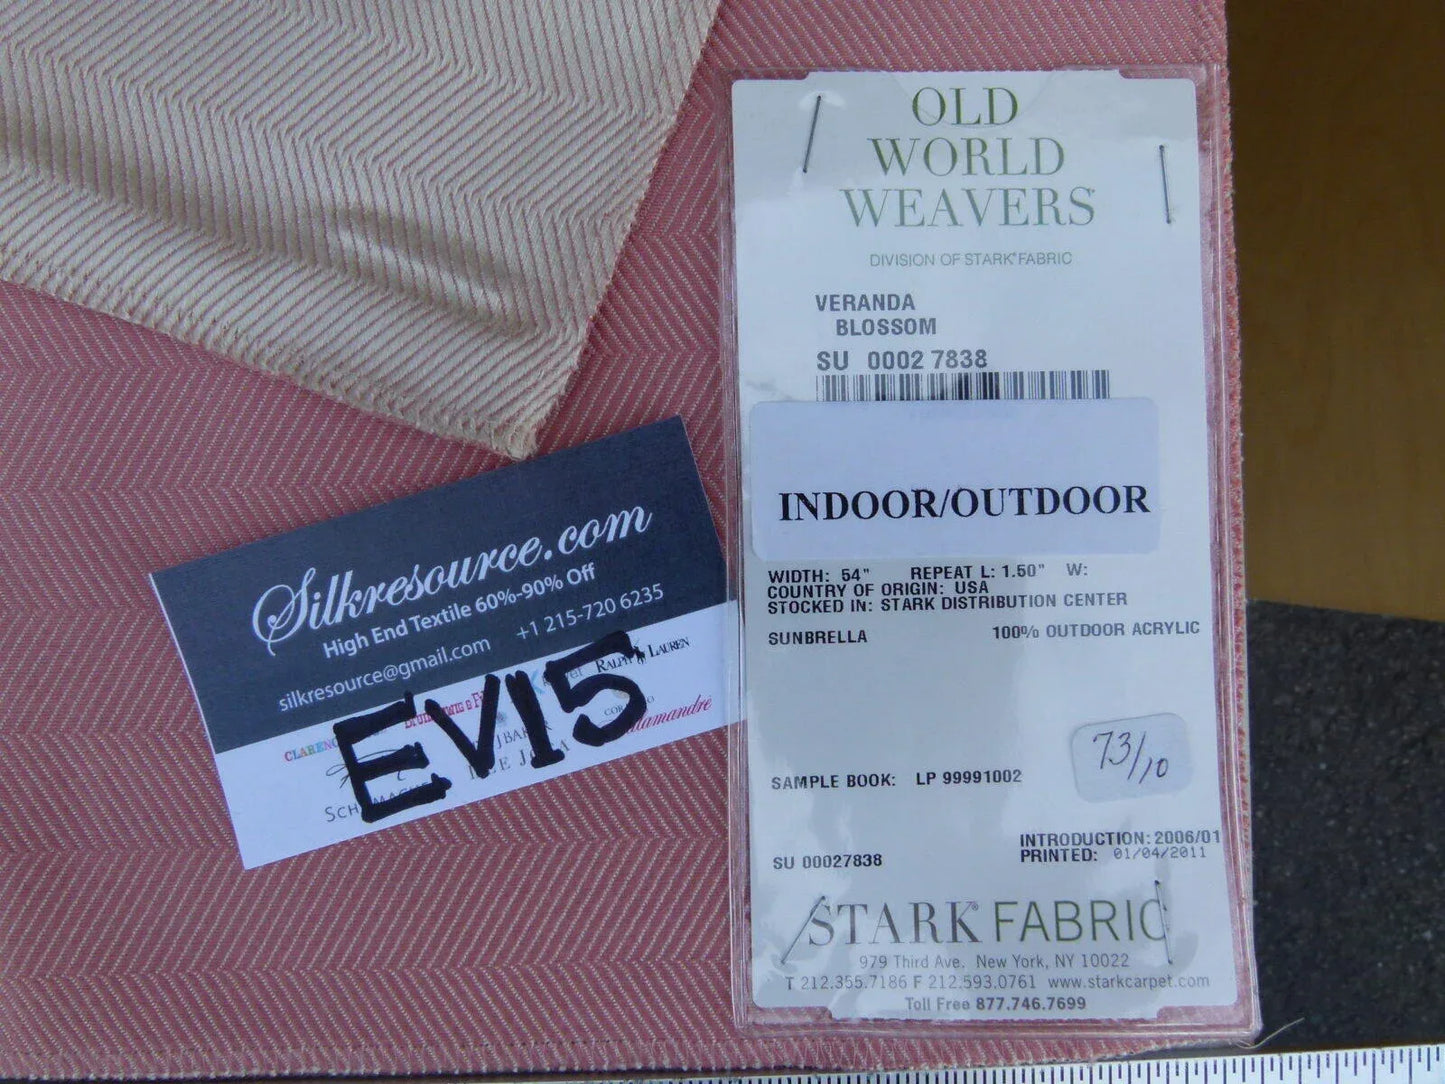 OLD
WORLD
WEAVERS
DIVISION OF STARK® FABRIC
VERANDA
BLOSSOM
SU 0002 7838
INDOOR/OUTDOOR
WIDTH: 54" REPEAT L: 1.50" W:
COUNTRY OF ORIGIN: USA
STOCKED IN: STARK DISTRIBUTION CENTER
SUNBRELLA 100% OUTDOOR ACRYLIC
73/10
SAMPLE BOOK: LP 99991002
INTRODUCTION: 2006/01
PRINTED: 01/04/2011
SU 00027838
STARK® FABRIC
979 Third Ave. New York, NY 10022
T 212.355.7186 F 212.593.0761 www.starkcarpet.com
Toll Free 877.746.7699
Silkresource.com
High End Textile 60%-90% Off
silkresource@gmail.com +1 215-720 6235
EV15
RALPH LAUREN